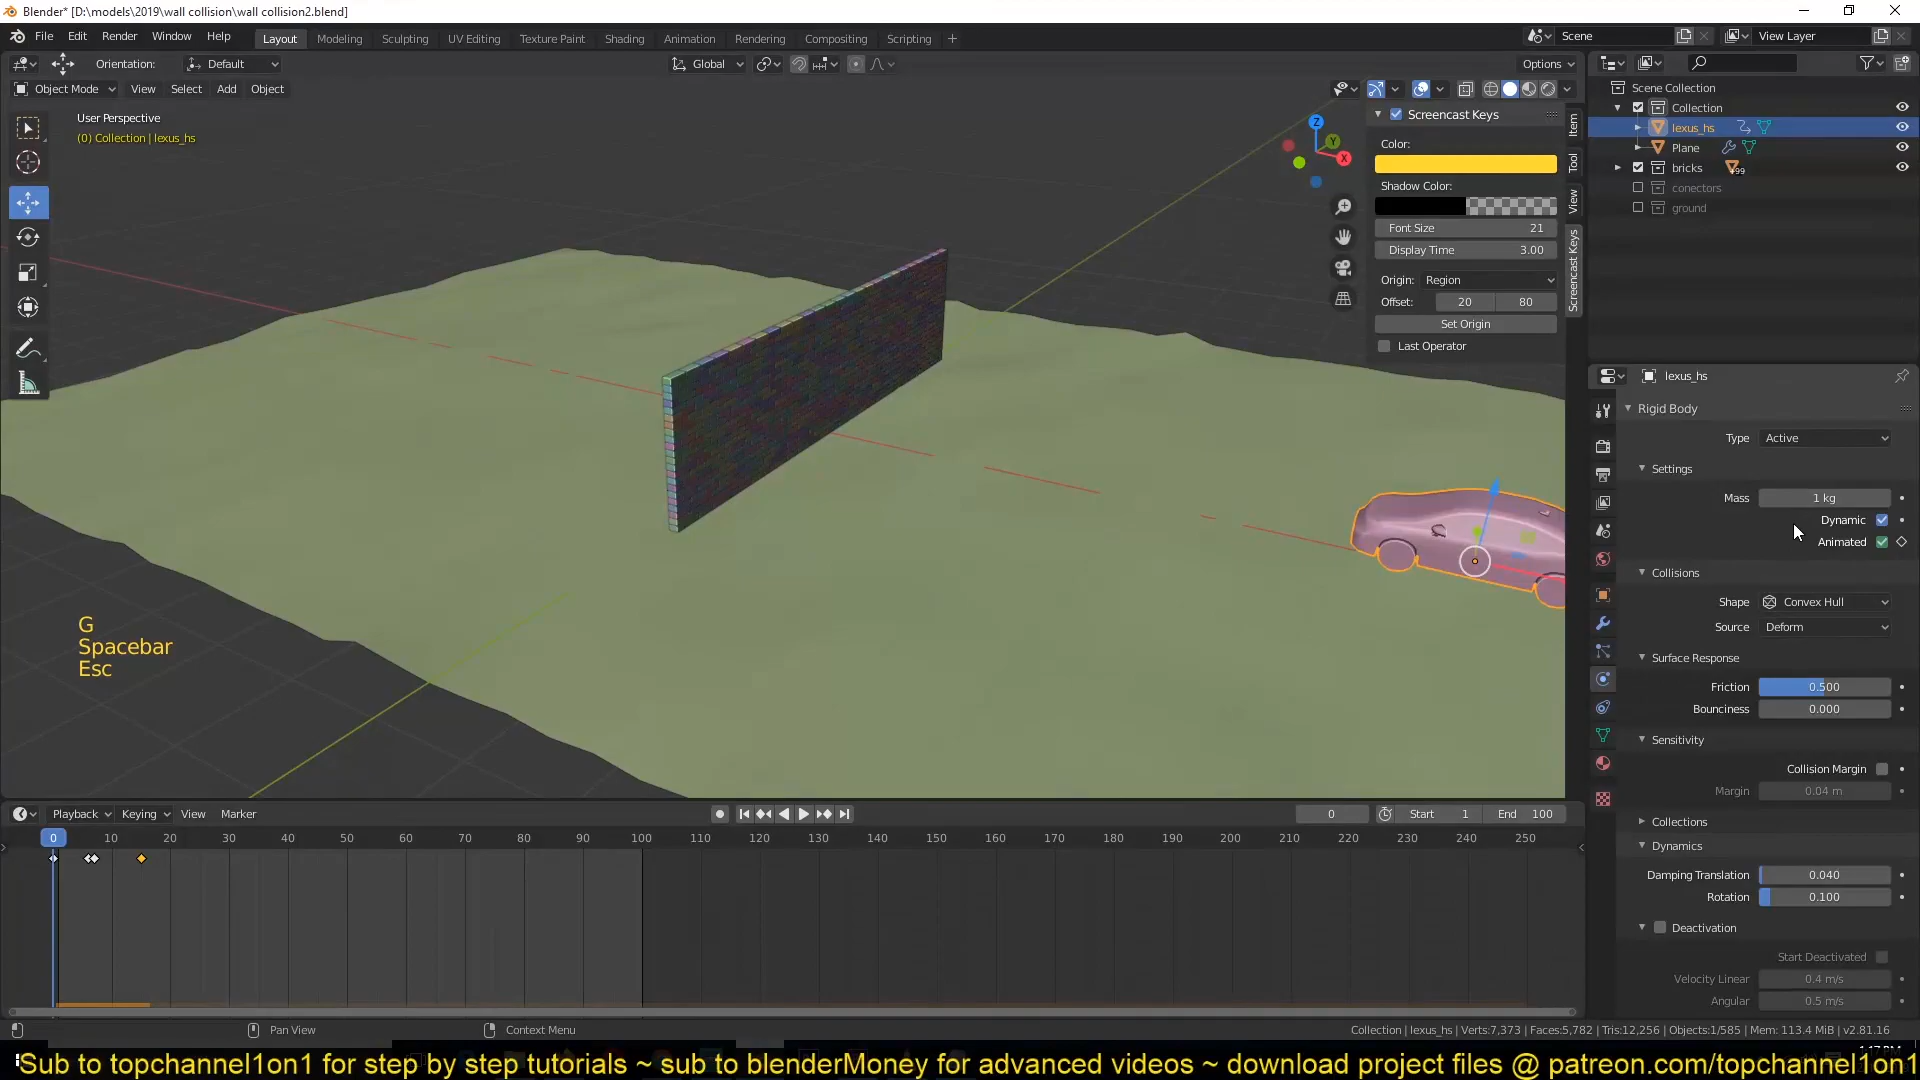 Blender* [D:\models\2019\wall collision\wall collision2.blend]
File Edit Render Window Help Layout Modeling Sculpting UV Editing Texture Paint Shading Animation Rendering Compositing Scripting + Scene View Layer
Orientation: Default Global Options
Object Mode View Select Add Object
User Perspective
(0) Collection | lexus_hs
Z
Y
X
Screencast Keys
Color:
Shadow Color:
Font Size 21
Display Time 3.00
Origin: Region
Offset: 20 80
Set Origin
Last Operator
Item
Tool
View
Screencast Keys
Scene Collection
Collection
lexus_hs
Plane
bricks 99
conectors
ground
lexus_hs
Rigid Body
Type Active
Settings
Mass 1 kg
Dynamic
Animated
Collisions
Shape Convex Hull
Source Deform
Surface Response
Friction 0.500
Bounciness 0.000
Sensitivity
Collision Margin
Margin 0.04 m
Collections
Dynamics
Damping Translation 0.040
Rotation 0.100
Deactivation
Start Deactivated
Velocity Linear 0.4 m/s
Angular 0.5 m/s
G
Spacebar
Esc
Playback Keying View Marker 0 Start 1 End 100
0 10 20 30 40 50 60 70 80 90 100 110 120 130 140 150 160 170 180 190 200 210 220 230 240 250
Pan View Context Menu Collection | lexus_hs | Verts:7,373 | Faces:5,782 | Tris:12,256 | Objects:1/585 | Mem: 113.4 MiB | v2.81.16
Sub to topchannel1on1 for step by step tutorials ~ sub to blenderMoney for advanced videos ~ download project files @ patreon.com/topchannel1on1